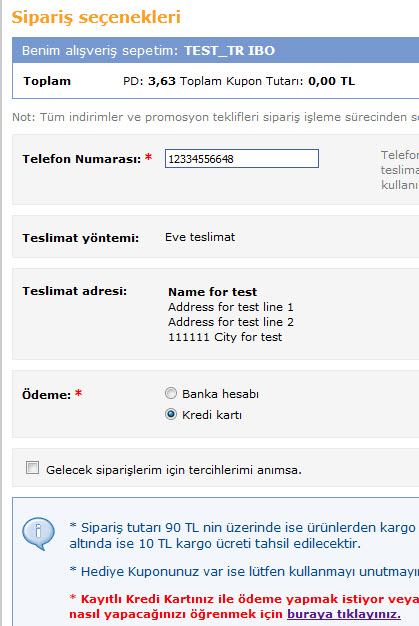 Sipariş seçenekleri
Benim alışveriş sepetim: TEST_TR IBO
Toplam PD: 3,63 Toplam Kupon Tutarı: 0,00 TL
Not: Tüm indirimler ve promosyon teklifleri sipariş işleme sürecinden
Telefon Numarası: * 12334556648
Teslimat yöntemi: Eve teslimat
Teslimat adresi: Name for test
Address for test line 1
Address for test line 2
111111 City for test
Ödeme: * Banka hesabı
Kredi kartı
Gelecek siparişlerim için tercihlerimi anımsa.
* Sipariş tutarı 90 TL nin üzerinde ise ürünlerden kargo
altında ise 10 TL kargo ücreti tahsil edilecektir.
* Hediye Kuponunuz var ise lütfen kullanmayı
* Kayıtlı Kredi Kartınız ile ödeme yapmak istiyor
nasıl yapacağınızı öğrenmek için buraya tıklayınız.